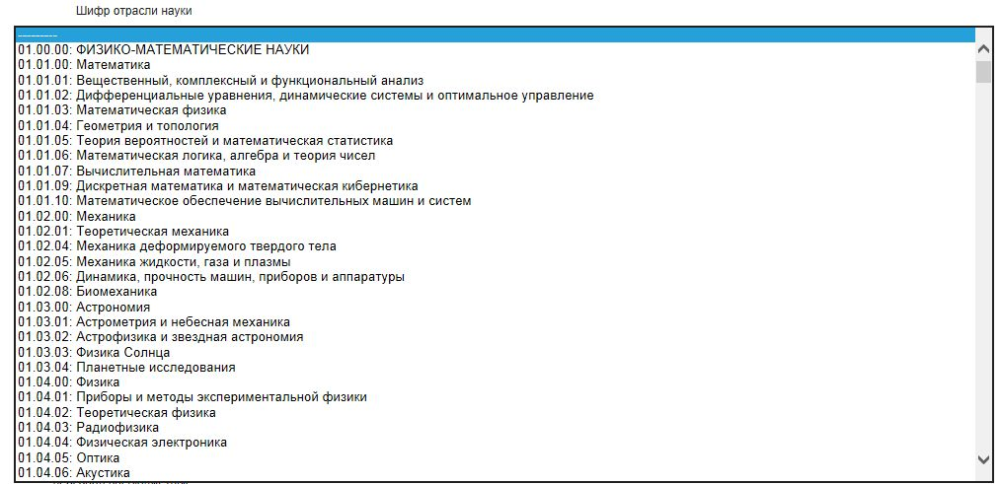 Шифр отрасли науки
---------
01.00.00: ФИЗИКО-МАТЕМАТИЧЕСКИЕ НАУКИ
01.01.00: Математика
01.01.01: Вещественный, комплексный и функциональный анализ
01.01.02: Дифференциальные уравнения, динамические системы и оптимальное управление
01.01.03: Математическая физика
01.01.04: Геометрия и топология
01.01.05: Теория вероятностей и математическая статистика
01.01.06: Математическая логика, алгебра и теория чисел
01.01.07: Вычислительная математика
01.01.09: Дискретная математика и математическая кибернетика
01.01.10: Математическое обеспечение вычислительных машин и систем
01.02.00: Механика
01.02.01: Теоретическая механика
01.02.04: Механика деформируемого твердого тела
01.02.05: Механика жидкости, газа и плазмы
01.02.06: Динамика, прочность машин, приборов и аппаратуры
01.02.08: Биомеханика
01.03.00: Астрономия
01.03.01: Астрометрия и небесная механика
01.03.02: Астрофизика и звездная астрономия
01.03.03: Физика Солнца
01.03.04: Планетные исследования
01.04.00: Физика
01.04.01: Приборы и методы экспериментальной физики
01.04.02: Теоретическая физика
01.04.03: Радиофизика
01.04.04: Физическая электроника
01.04.05: Оптика
01.04.06: Акустика